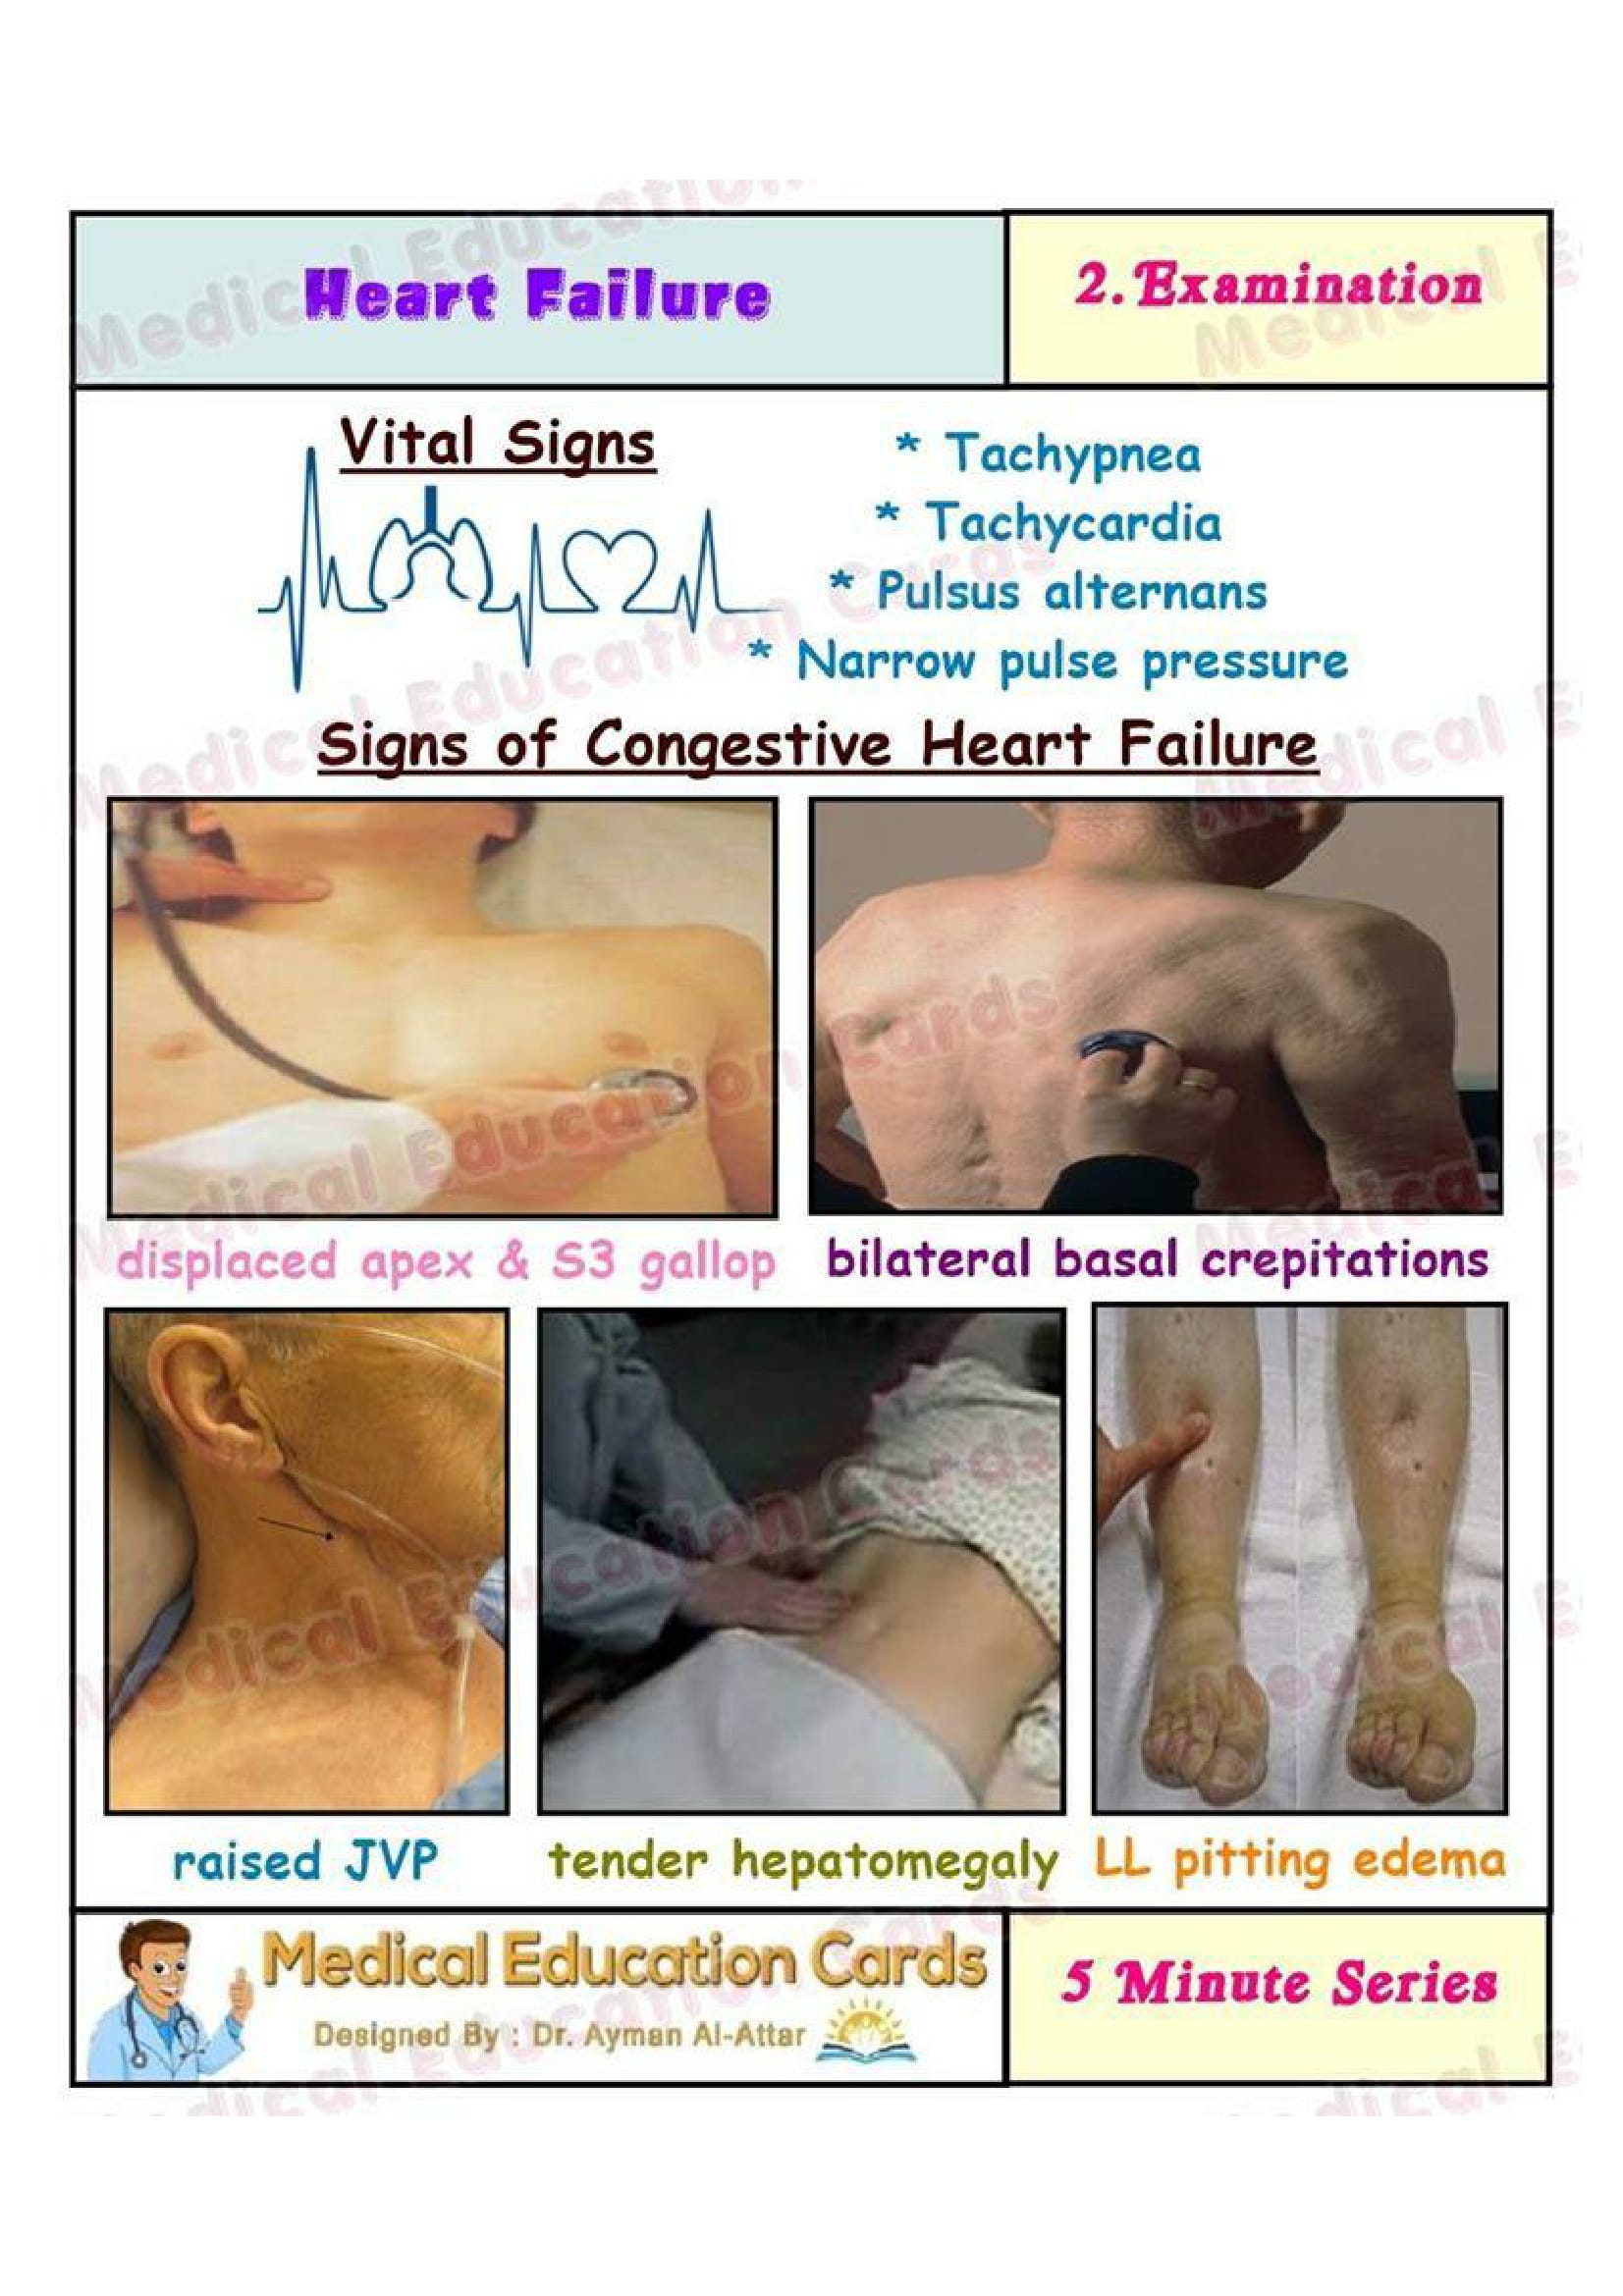 Heart Failure
2. Examination
Vital Signs
* Tachypnea
* Tachycardia
* Pulsus alternans
* Narrow pulse pressure
Signs of Congestive Heart Failure
displaced apex & S3 gallop
bilateral basal crepitations
raised JVP
tender hepatomegaly
LL pitting edema
Medical Education Cards
Designed By : Dr. Ayman Al-Attar
5 Minute Series
Medical Education Cards